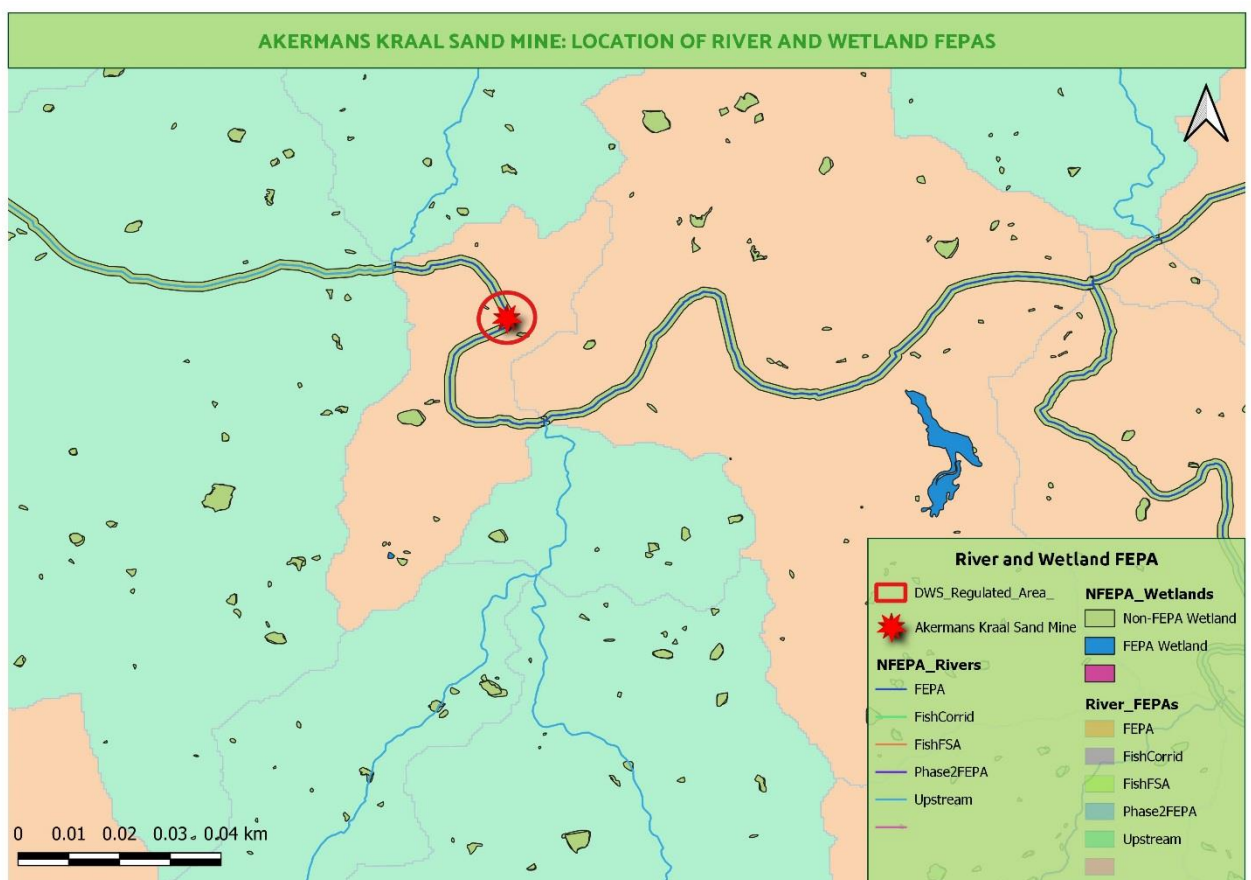 AKERMANS KRAAL SAND MINE: LOCATION OF RIVER AND WETLAND FEPAS
River and Wetland FEPA
DWS_Regulated_Area_
Akermans Kraal Sand Mine
NFEPA_Rivers
FEPA
FishCorrid
FishFSA
Phase2FEPA
Upstream
NFEPA_Wetlands
Non-FEPA Wetland
FEPA Wetland
River_FEPAs
FEPA
FishCorrid
FishFSA
Phase2FEPA
Upstream
0 0.01 0.02 0.03 0.04 km